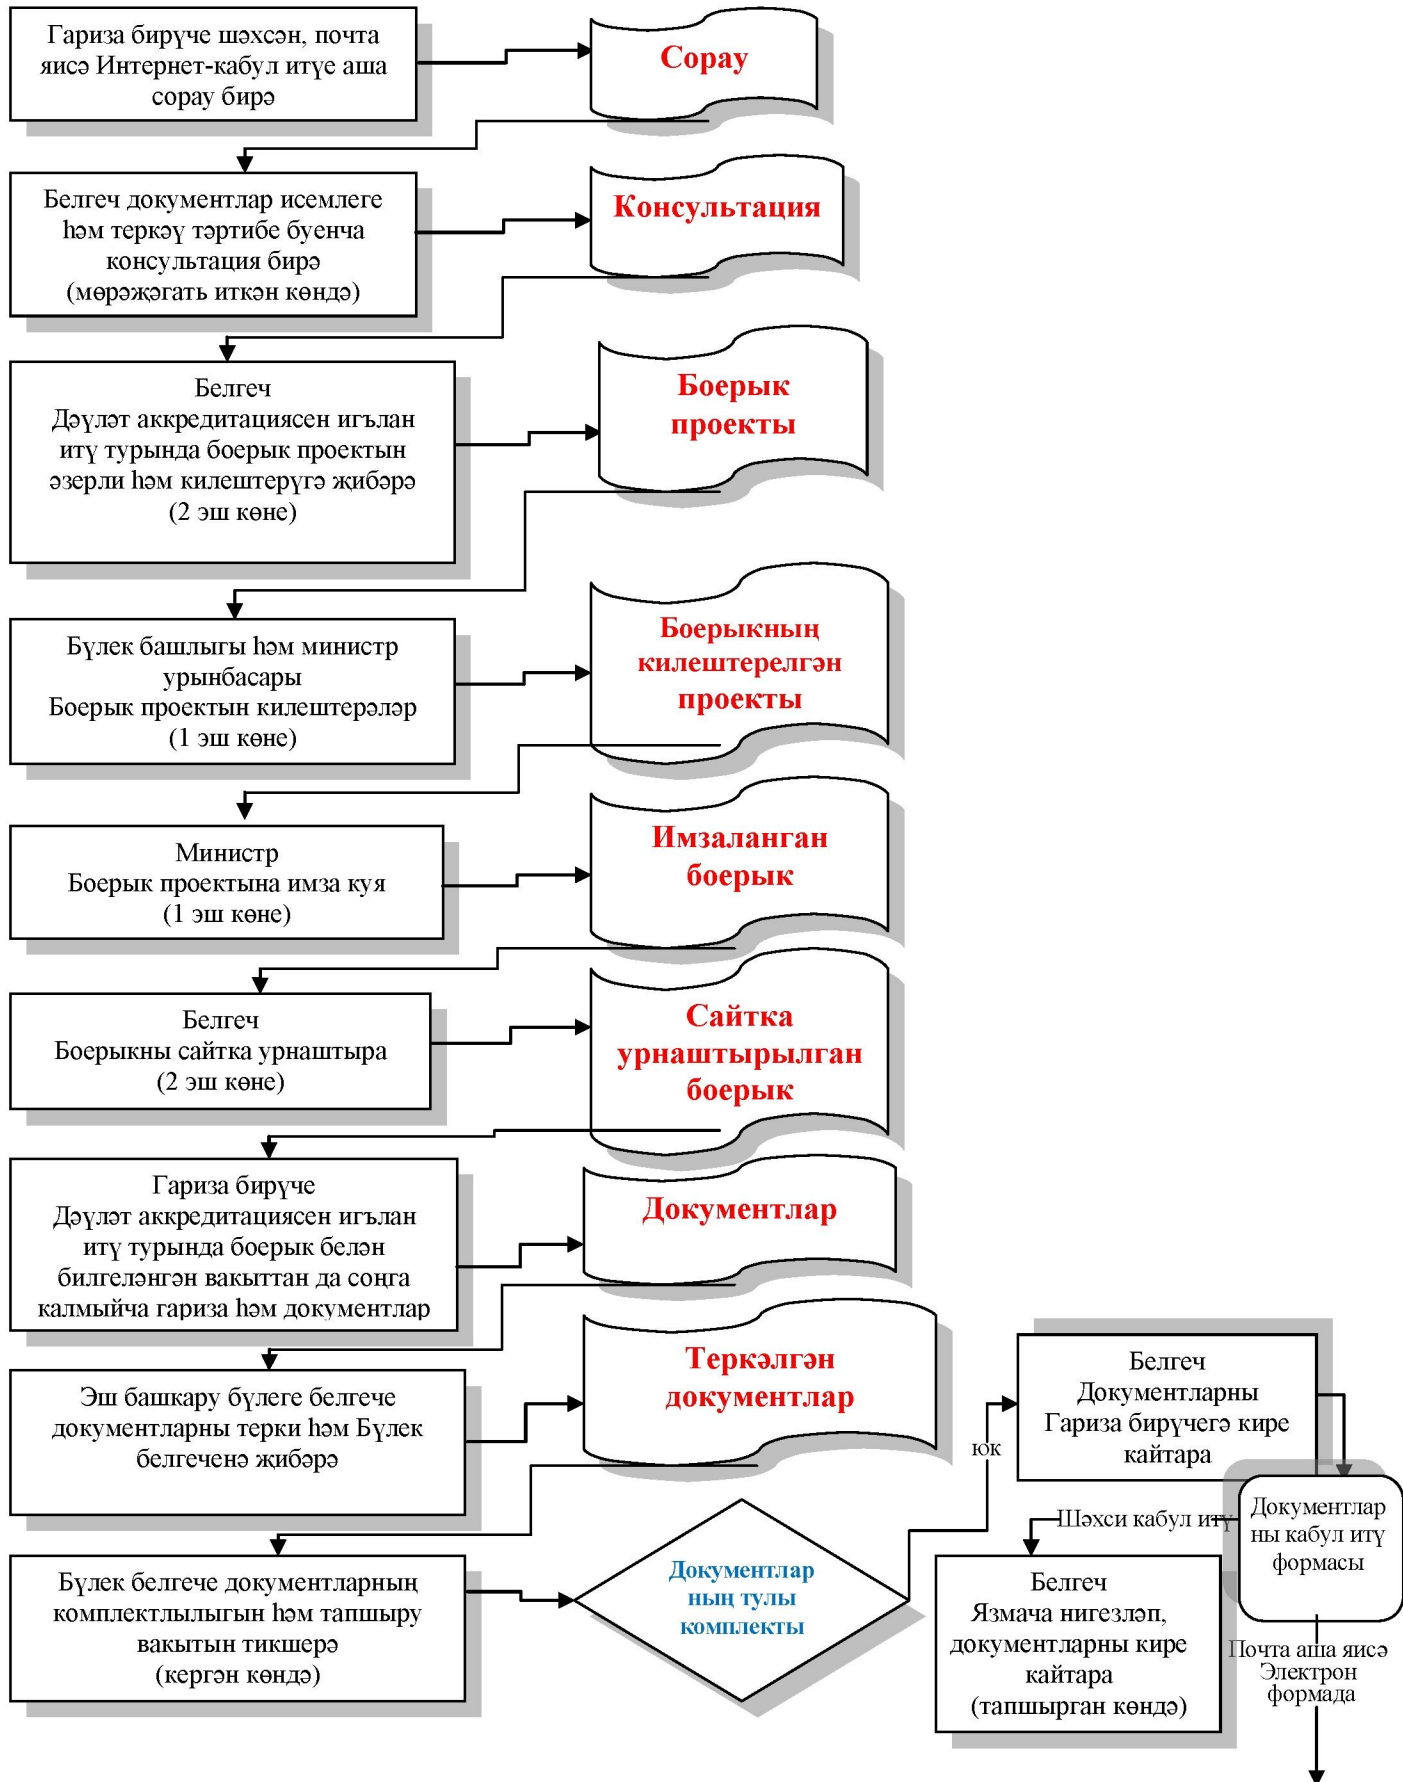 Гариза бирүче шәхсән, почта
яисә Интернет-кабул итүе аша
сорау бирә
Сорау
Белгеч документлар исемлеге
һәм теркәү тәртибе буенча
консультация бирә
(мөрәҗәгать иткән көндә)
Консультация
Белгеч
Дәүләт аккредитациясен игълан
итү турында боерык проектын
әзерли һәм килештерүгә җибәрә
(2 эш көне)
Боерык
проекты
Бүлек башлыгы һәм министр
урынбасары
Боерык проектын килештерәләр
(1 эш көне)
Боерыкның
килештерелгән
проекты
Министр
Боерык проектына имза куя
(1 эш көне)
Имзаланган
боерык
Белгеч
Боерыкны сайтка урнаштыра
(2 эш көне)
Сайтка
урнаштырылган
боерык
Гариза бирүче
Дәүләт аккредитациясен игълан
итү турында боерык белән
билгеләнгән вакыттан да соңга
калмыйча гариза һәм документлар
Документлар
Эш башкару бүлеге белгече
документларны терки һәм Бүлек
белгеченә җибәрә
Теркәлгән
документлар
Бүлек белгече документларның
комплектлылыгын һәм тапшыру
вакытын тикшерә
(кергән көндә)
Документлар
ның тулы
комплекты
юк
Белгеч
Документларны
Гариза бирүчегә кире
кайтара
Документлар
ны кабул итү
формасы
Шәхси кабул итү
Белгеч
Язмача нигезләп,
документларны кире
кайтара
(тапшырган көндә)
Почта аша яисә
Электрон
формада